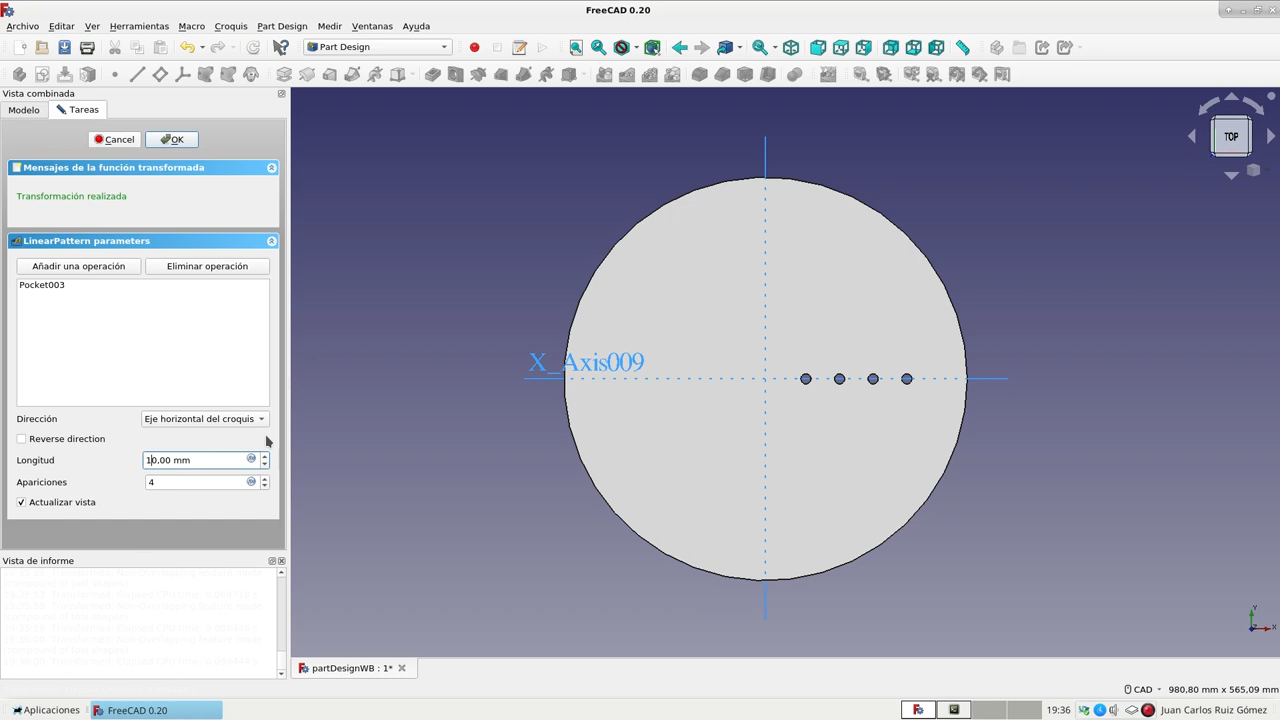 FreeCAD 0.20
Archivo Editar Ver Herramientas Macro Croquis Part Design Medir Ventanas Ayuda
Part Design
Vista combinada
Modelo Tareas
Cancel OK
Mensajes de la función transformada
Transformación realizada
LinearPattern parameters
Añadir una operación Eliminar operación
Pocket003
Dirección Eje horizontal del croquis
Reverse direction
Longitud 10,00 mm
Apariciones 4
Actualizar vista
Vista de informe
TOP
X_Axis009
Y
X
partDesignWB : 1*
CAD 980,80 mm x 565,09 mm
Aplicaciones FreeCAD 0.20 19:36 Juan Carlos Ruiz Gómez